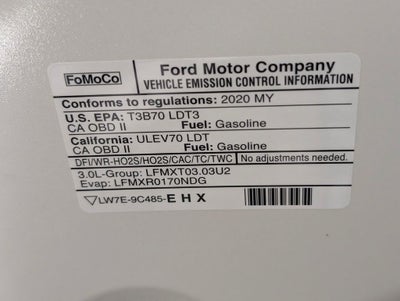 FoMoCo
Ford Motor Company
VEHICLE EMISSION CONTROL INFORMATION
Conforms to regulations: 2020 MY
U.S. EPA: T3B70 LDT3
CA OBD II Fuel: Gasoline
California: ULEV70 LDT
CA OBD II Fuel: Gasoline
DFI/WR-HO2S/HO2S/CAC/TC/TWC No adjustments needed.
3.0L-Group: LFMXT03.03U2
Evap: LFMXR0170NDG
▽LW7E-9C485-EHX